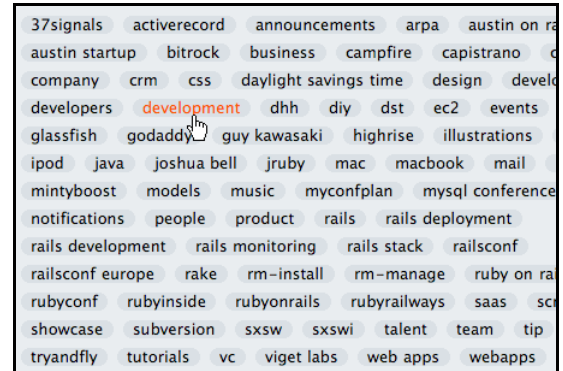 37signals activerecord announcements arpa austin on
austin startup bitrock business campfire capistrano
company crm css daylight savings time design
developers development dhh diy dst ec2 events
glassfish godaddy guy kawasaki highrise illustrations
ipod java joshua bell jruby mac macbook mail
mintyboost models music myconfplan mysql conference
notifications people product rails rails deployment
rails development rails monitoring rails stack railsconf
railsconf europe rake rm-install rm-manage ruby on
rubyconf rubyinside rubyonrails rubyrailways saas
showcase subversion sxsw sxswi talent team tip
tryandfly tutorials vc viget labs web apps webapps